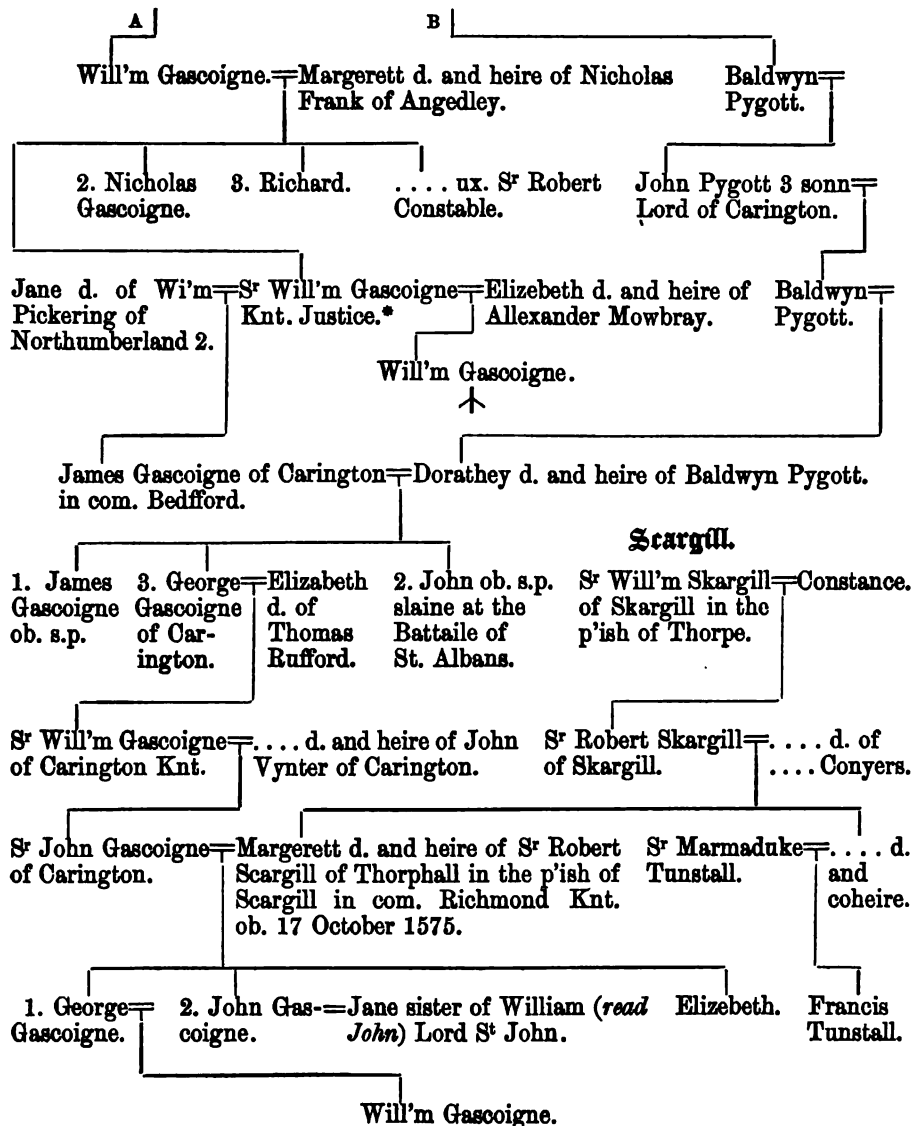 A B
Will'm Gascoigne.
Margerett d. and heire of Nicholas
Frank of Angedley.
Baldwyn
Pygott.
2. Nicholas
Gascoigne.
3. Richard.
. . . . ux. Sʳ Robert
Constable.
John Pygott 3 sonn
Lord of Carington.
Jane d. of Wi'm
Pickering of
Northumberland 2.
Sʳ Will'm Gascoigne
Knt. Justice.*
Elizebeth d. and heire of
Allexander Mowbray.
Baldwyn
Pygott.
Will'm Gascoigne.
James Gascoigne of Carington
in com. Bedfford.
Dorathey d. and heire of Baldwyn Pygott.
Scargill.
1. James
Gascoigne
ob. s.p.
3. George
Gascoigne
of Car-
ington.
Elizabeth
d. of
Thomas
Rufford.
2. John ob. s.p.
slaine at the
Battaile of
St. Albans.
Sʳ Will'm Skargill
of Skargill in the
p'ish of Thorpe.
Constance.
Sʳ Will'm Gascoigne
of Carington Knt.
. . . . d. and heire of John
Vynter of Carington.
Sʳ Robert Skargill
of Skargill.
. . . . d. of
. . . . Conyers.
Sʳ John Gascoigne
of Carington.
Margerett d. and heire of Sʳ Robert
Scargill of Thorphall in the p'ish of
Scargill in com. Richmond Knt.
ob. 17 October 1575.
Sʳ Marmaduke
Tunstall.
. . . . d.
and
coheire.
1. George
Gascoigne.
2. John Gas-
coigne.
Jane sister of William (read
John) Lord Sᵗ John.
Elizebeth.
Francis
Tunstall.
Will'm Gascoigne.